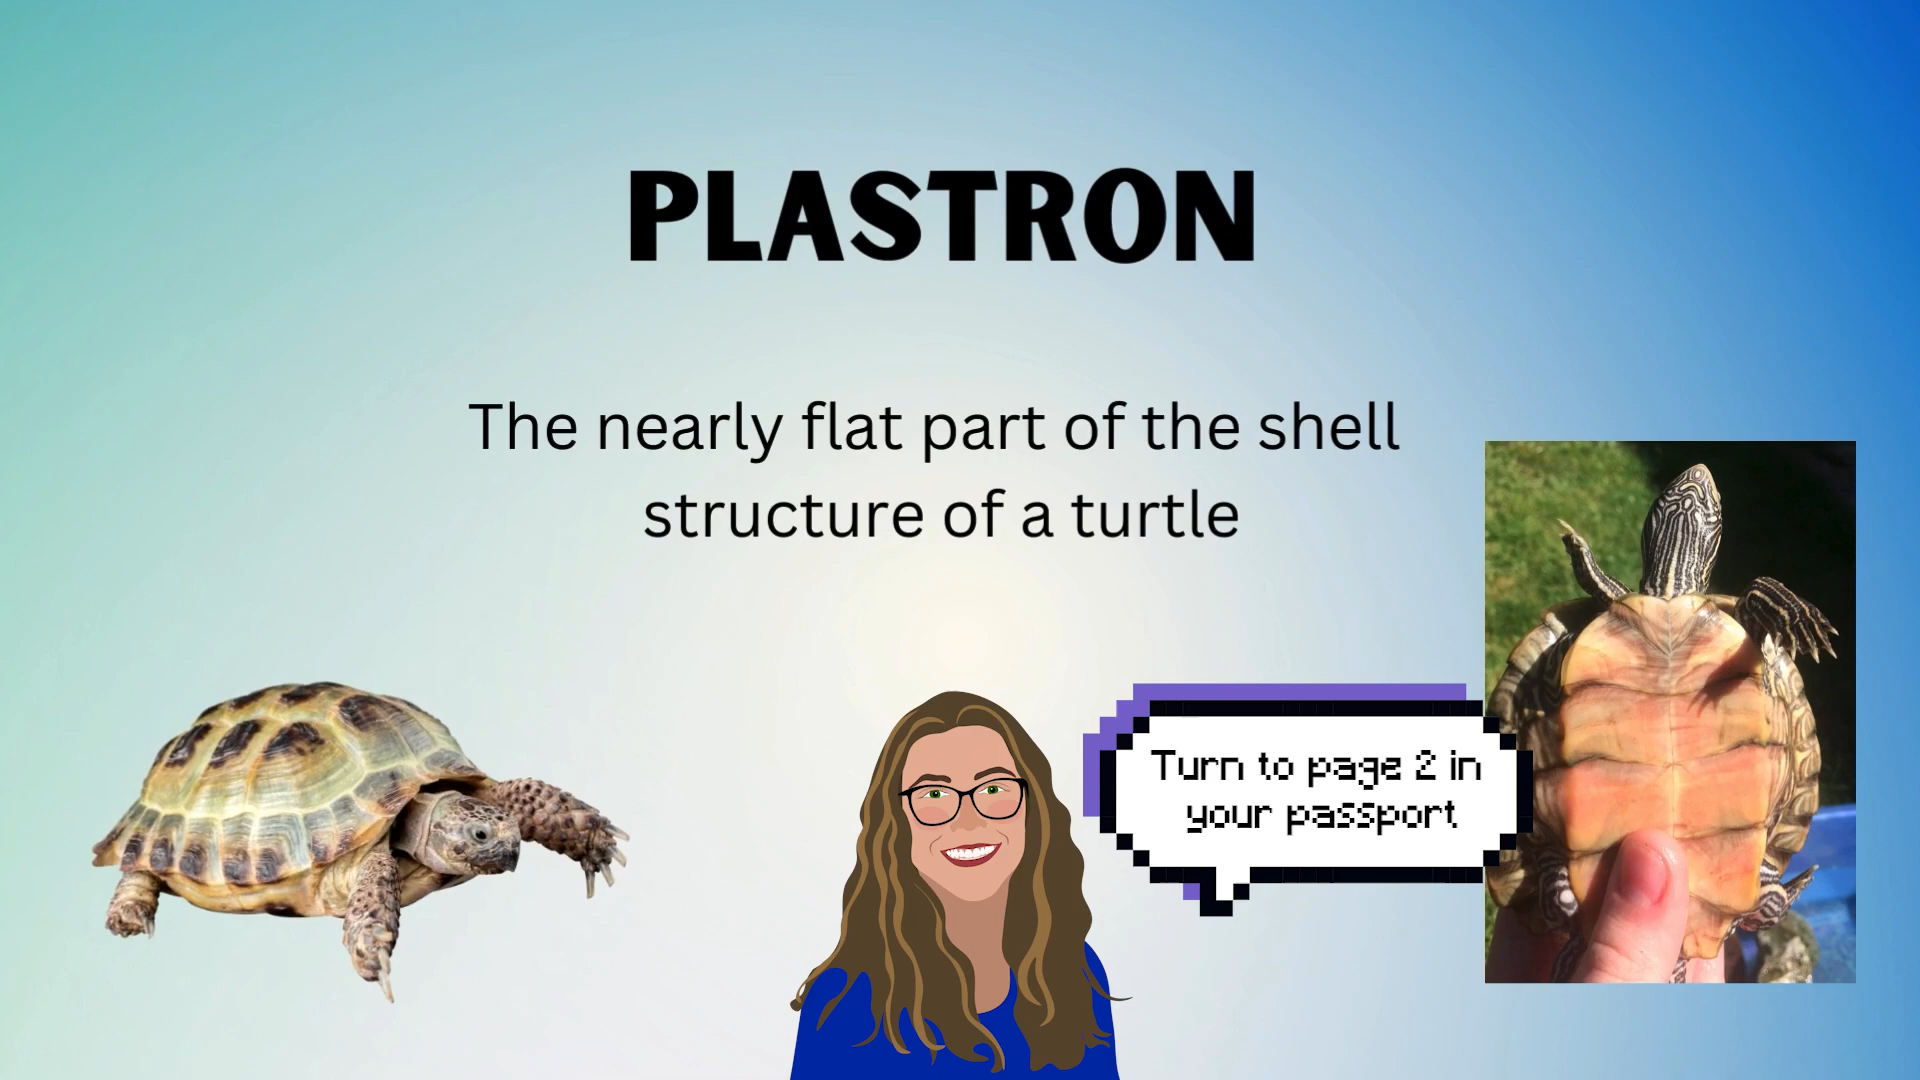 PLASTRON
The nearly flat part of the shell
structure of a turtle
Turn to page 2 in
your passport